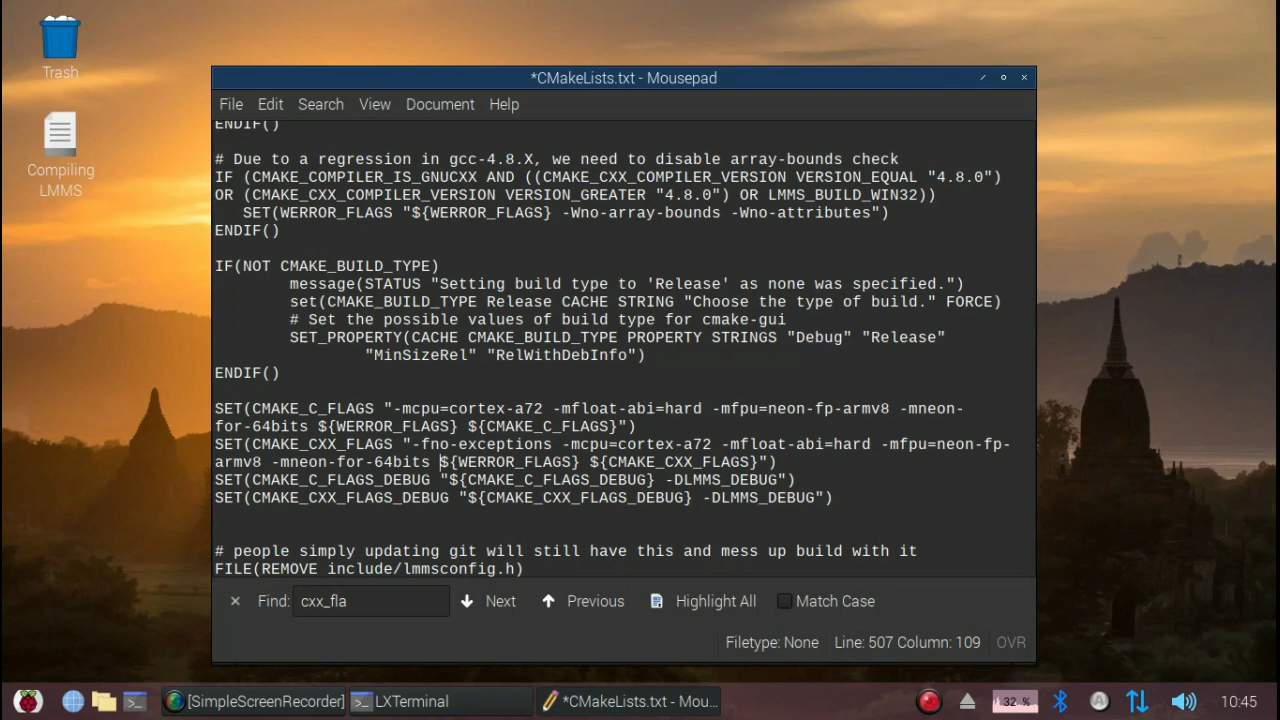 Trash
Compiling
LMMS
*CMakeLists.txt - Mousepad
File Edit Search View Document Help
ENDIF()
# Due to a regression in gcc-4.8.X, we need to disable array-bounds check
IF (CMAKE_COMPILER_IS_GNUCXX AND ((CMAKE_CXX_COMPILER_VERSION VERSION_EQUAL "4.8.0")
OR (CMAKE_CXX_COMPILER_VERSION VERSION_GREATER "4.8.0") OR LMMS_BUILD_WIN32))
SET(WERROR_FLAGS "${WERROR_FLAGS} -Wno-array-bounds -Wno-attributes")
ENDIF()
IF(NOT CMAKE_BUILD_TYPE)
message(STATUS "Setting build type to 'Release' as none was specified.")
set(CMAKE_BUILD_TYPE Release CACHE STRING "Choose the type of build." FORCE)
# Set the possible values of build type for cmake-gui
SET_PROPERTY(CACHE CMAKE_BUILD_TYPE PROPERTY STRINGS "Debug" "Release"
"MinSizeRel" "RelWithDebInfo")
ENDIF()
SET(CMAKE_C_FLAGS "-mcpu=cortex-a72 -mfloat-abi=hard -mfpu=neon-fp-armv8 -mneon-
for-64bits ${WERROR_FLAGS} ${CMAKE_C_FLAGS}")
SET(CMAKE_CXX_FLAGS "-fno-exceptions -mcpu=cortex-a72 -mfloat-abi=hard -mfpu=neon-fp-
armv8 -mneon-for-64bits ${WERROR_FLAGS} ${CMAKE_CXX_FLAGS}")
SET(CMAKE_C_FLAGS_DEBUG "${CMAKE_C_FLAGS_DEBUG} -DLMMS_DEBUG")
SET(CMAKE_CXX_FLAGS_DEBUG "${CMAKE_CXX_FLAGS_DEBUG} -DLMMS_DEBUG")
# people simply updating git will still have this and mess up build with it
FILE(REMOVE include/lmmsconfig.h)
Find: cxx_fla Next Previous Highlight All Match Case
Filetype: None Line: 507 Column: 109 OVR
[SimpleScreenRecorder] LXTerminal *CMakeLists.txt - Mou... 32 % A 10:45